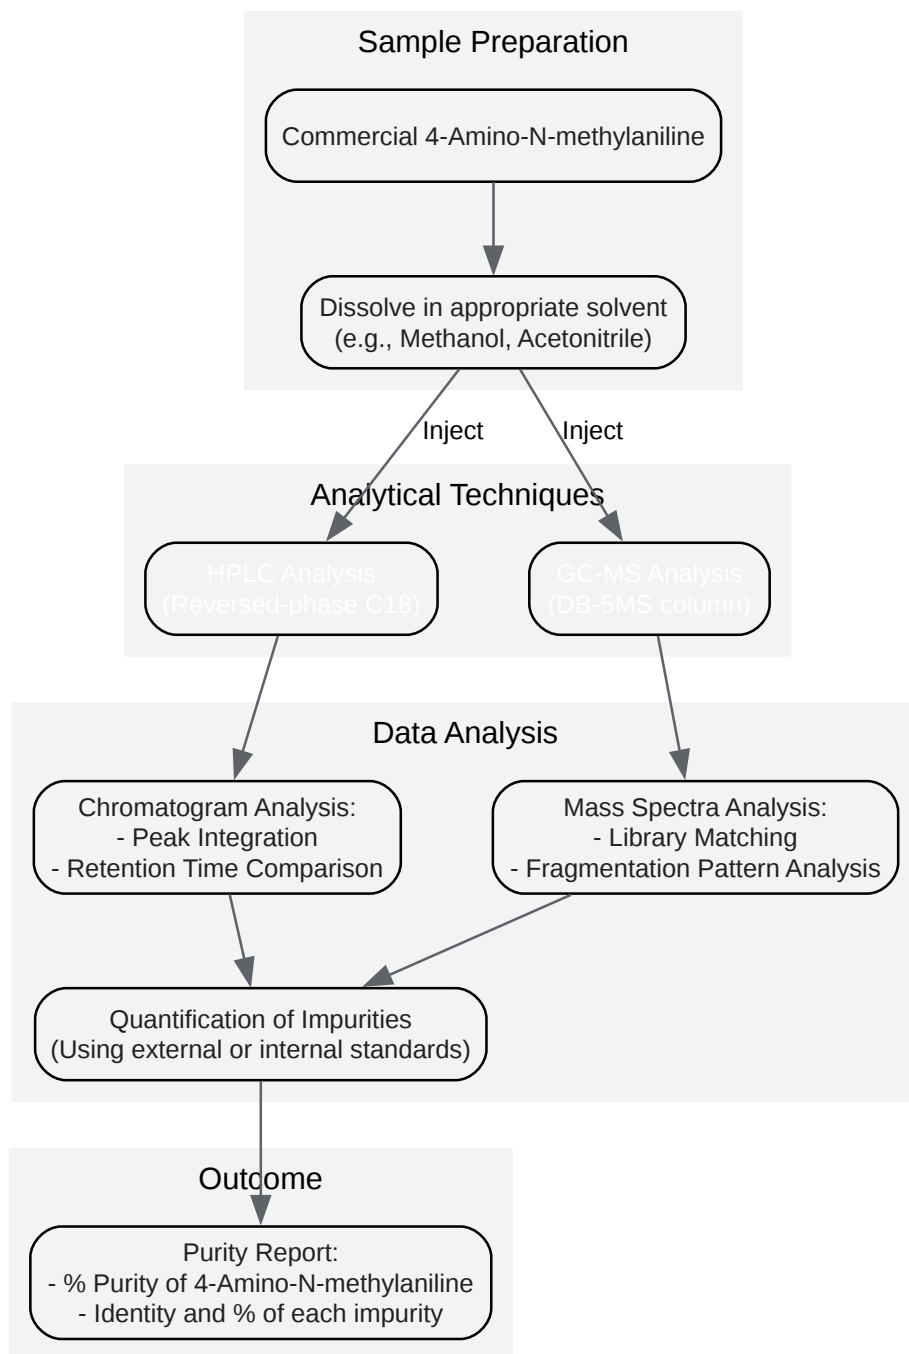 Sample Preparation
Commercial 4-Amino-N-methylaniline
Dissolve in appropriate solvent
(e.g., Methanol, Acetonitrile)
Inject
Inject
Analytical Techniques
HPLC Analysis
(Reversed-phase C18)
GC-MS Analysis
(DB-5MS column)
Data Analysis
Chromatogram Analysis:
- Peak Integration
- Retention Time Comparison
Mass Spectra Analysis:
- Library Matching
- Fragmentation Pattern Analysis
Quantification of Impurities
(Using external or internal standards)
Outcome
Purity Report:
- % Purity of 4-Amino-N-methylaniline
- Identity and % of each impurity